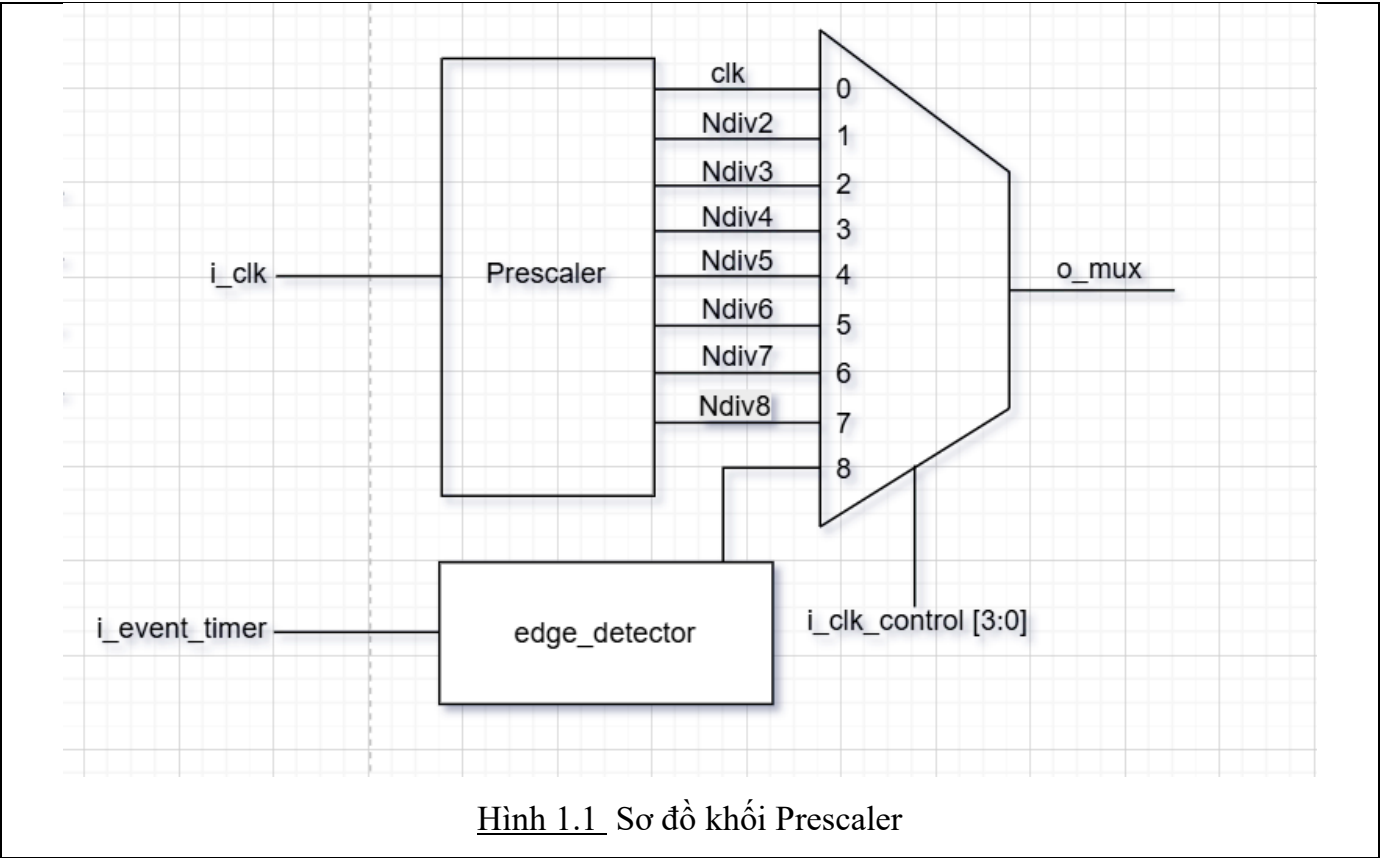 clk
0
Ndiv2
1
Ndiv3
2
Ndiv4
3
i_clk
Prescaler
Ndiv5
4
o_mux
Ndiv6
5
Ndiv7
6
Ndiv8
7
8
i_event_timer
edge_detector
i_clk_control [3:0]
Hình 1.1 Sơ đồ khối Prescaler